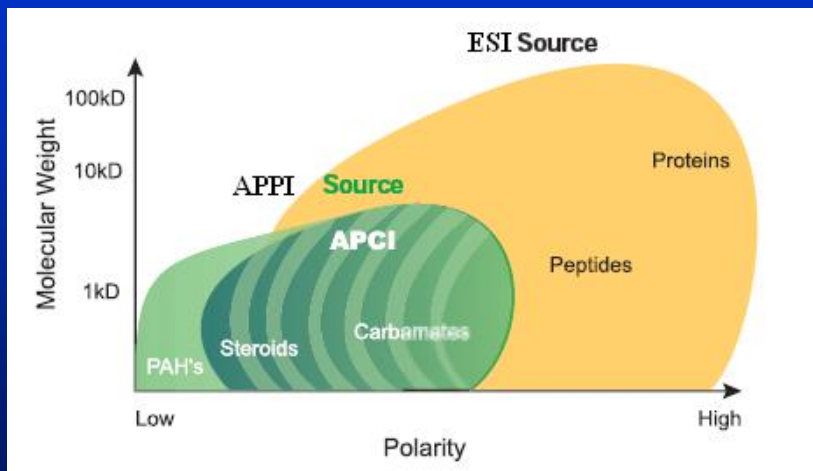 ESI Source
100kD
10kD
1kD
Molecular Weight
APPI Source
APCI
Proteins
Peptides
Carbamates
Steroids
PAH's
Low
High
Polarity